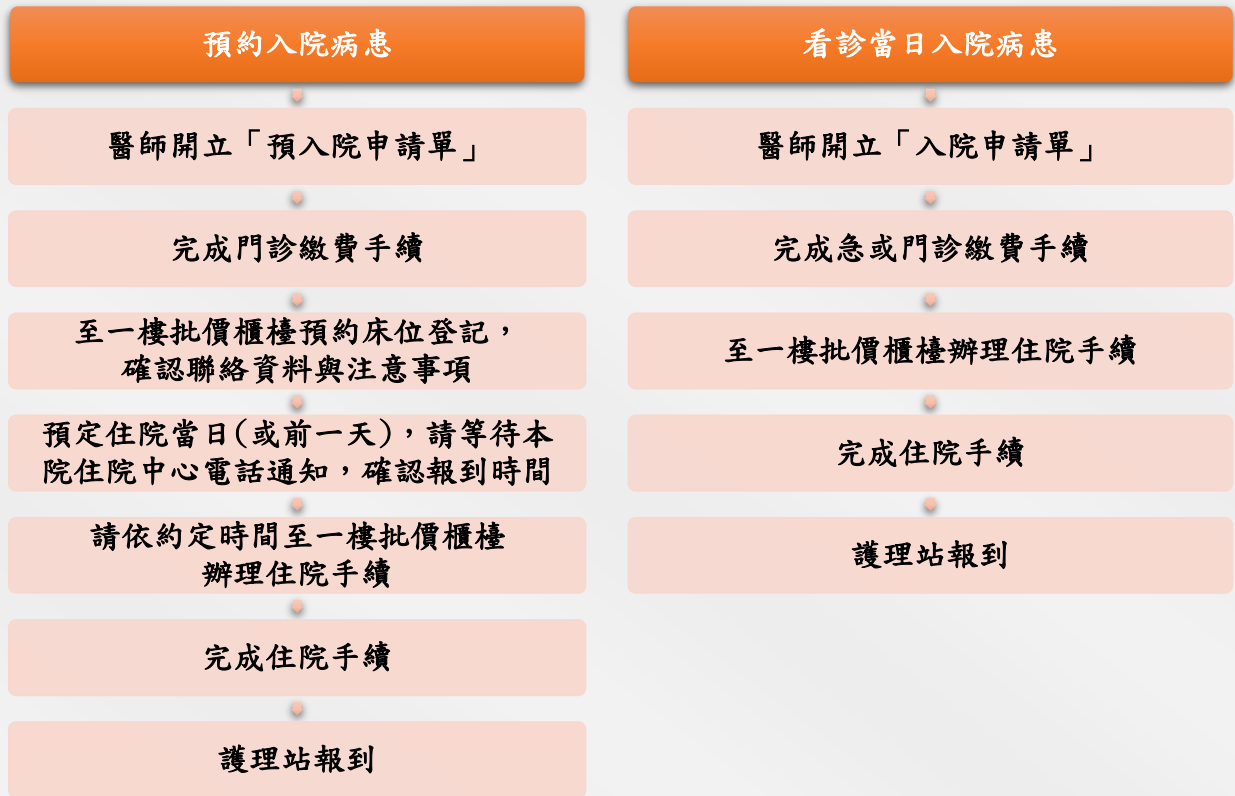 預約入院病患
醫師開立「預入院申請單」
完成門診繳費手續
至一樓批價櫃檯預約床位登記，
確認聯絡資料與注意事項
預定住院當日(或前一天)，請等待本
院住院中心電話通知，確認報到時間
請依約定時間至一樓批價櫃檯
辦理住院手續
完成住院手續
護理站報到
看診當日入院病患
醫師開立「入院申請單」
完成急或門診繳費手續
至一樓批價櫃檯辦理住院手續
完成住院手續
護理站報到